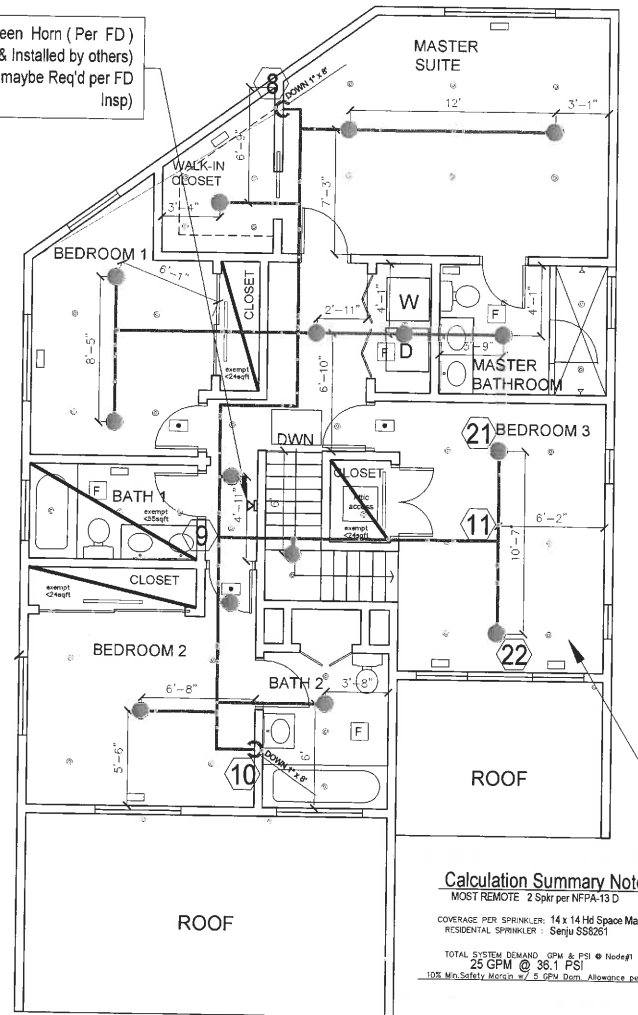 een Horn ( Per FD )
& Installed by others)
maybe Req'd per FD
Insp)
MASTER
SUITE
8
DOWN 1" x 8'
12'
3'-1"
6'-9"
WALK-IN
CLOSET
3'-4"
7'-3"
BEDROOM 1
6'-1"
CLOSET
8'-5"
exempt
<24sqft
2'-11"
4'-1"
W
F
D
F
4'-1"
5'-9"
MASTER
BATHROOM
6'-10"
DWN
21
BEDROOM 3
CLOSET
Attic
access
exempt
<24sqft
BATH 1
F
exempt
<55sqft
9
4'-11"
6'
11
6'-2"
10'-7"
22
CLOSET
exempt
<24sqft
BEDROOM 2
6'-8"
5'-6"
BATH 2
3'-8"
F
6'
10
DOWN 1" x 8'
ROOF
ROOF
Calculation Summary Note
MOST REMOTE 2 Spkr per NFPA-13 D
COVERAGE PER SPRINKLER: 14 x 14 Hd Space Ma
RESIDENTAL SPRINKLER : Senju SS8261
TOTAL SYSTEM DEMAND GPM & PSI @ Node#1
25 GPM @ 36.1 PSI
10% Min.Safety Margin w/ 5 GPM Dom. Allowance pe